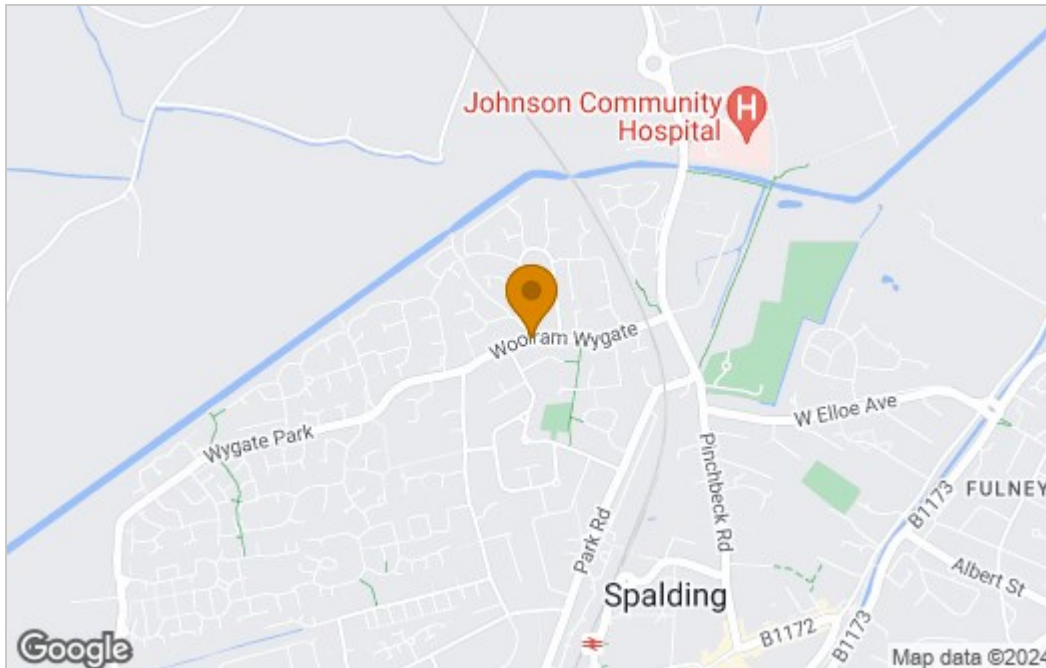 Johnson Community
Hospital
H
Woolram Wygate
Wygate Park
W Elloe Ave
Pinchbeck Rd
FULNEY
B1173
Park Rd
Albert St
Spalding
B1172
B1173
Google
Map data ©2024